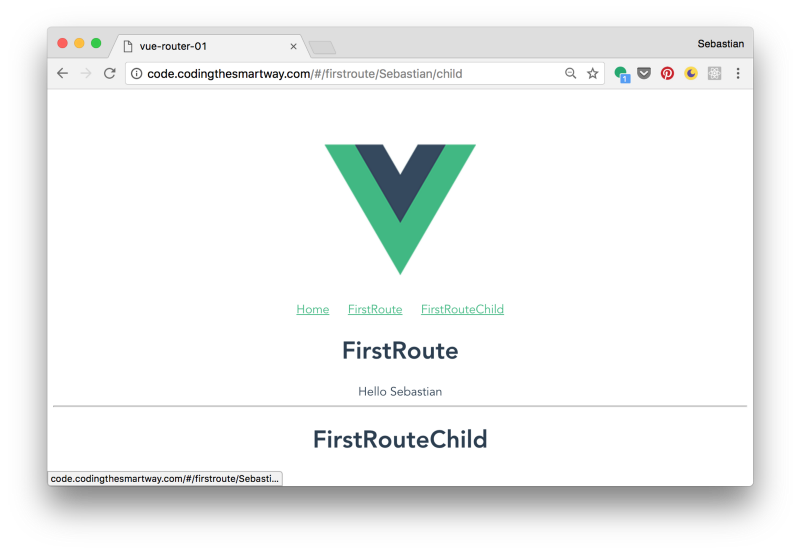 vue-router-01
Sebastian
code.codingthesmartway.com/#/firstroute/Sebastian/child
1
Home FirstRoute FirstRouteChild
FirstRoute
Hello Sebastian
FirstRouteChild
code.codingthesmartway.com/#/firstroute/Sebasti...